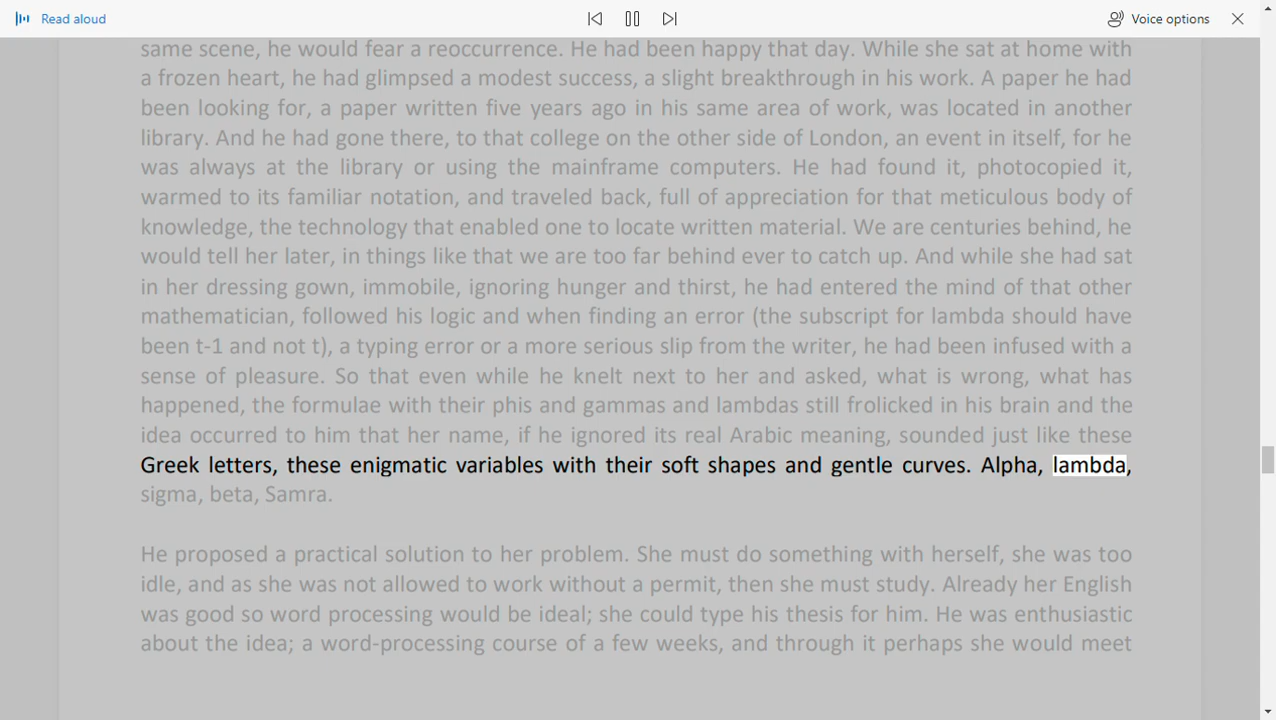 Read aloud
Voice options
same scene, he would fear a reoccurrence. He had been happy that day. While she sat at home with
a frozen heart, he had glimpsed a modest success, a slight breakthrough in his work. A paper he had
been looking for, a paper written five years ago in his same area of work, was located in another
library. And he had gone there, to that college on the other side of London, an event in itself, for he
was always at the library or using the mainframe computers. He had found it, photocopied it,
warmed to its familiar notation, and traveled back, full of appreciation for that meticulous body of
knowledge, the technology that enabled one to locate written material. We are centuries behind, he
would tell her later, in things like that we are too far behind ever to catch up. And while she had sat
in her dressing gown, immobile, ignoring hunger and thirst, he had entered the mind of that other
mathematician, followed his logic and when finding an error (the subscript for lambda should have
been t-1 and not t), a typing error or a more serious slip from the writer, he had been infused with a
sense of pleasure. So that even while he knelt next to her and asked, what is wrong, what has
happened, the formulae with their phis and gammas and lambdas still frolicked in his brain and the
idea occurred to him that her name, if he ignored its real Arabic meaning, sounded just like these
Greek letters, these enigmatic variables with their soft shapes and gentle curves. Alpha, lambda,
sigma, beta, Samra.
He proposed a practical solution to her problem. She must do something with herself, she was too
idle, and as she was not allowed to work without a permit, then she must study. Already her English
was good so word processing would be ideal; she could type his thesis for him. He was enthusiastic
about the idea; a word-processing course of a few weeks, and through it perhaps she would meet